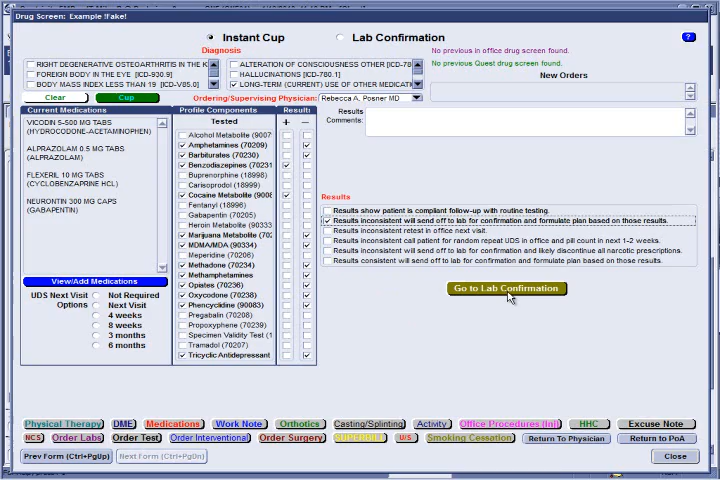 Drug Screen: Example !Fake!
Instant Cup
Lab Confirmation
?
Diagnosis
No previous in office drug screen found.
RIGHT DEGENERATIVE OSTEOARTHRITIS IN THE K
FOREIGN BODY IN THE EYE [ICD-930.9]
BODY MASS INDEX LESS THAN 19 [ICD-V85.0]
ALTERATION OF CONSCIOUSNESS OTHER [ICD-78
HALLUCINATIONS [ICD-780.1]
LONG-TERM (CURRENT) USE OF OTHER MEDICATI
No previous Quest drug screen found.
New Orders
Clear
Cup
Ordering/Supervising Physician:
Rebecca A. Posner MD
Current Medications
Profile Components
Result
Results
Comments:
VICODIN 5-500 MG TABS
(HYDROCODONE-ACETAMINOPHEN)
ALPRAZOLAM 0.5 MG TABS
(ALPRAZOLAM)
FLEXERIL 10 MG TABS
(CYCLOBENZAPRINE HCL)
NEURONTIN 300 MG CAPS
(GABAPENTIN)
Tested
+ –
Alcohol Metabolite (9007
Amphetamines (70209)
Barbiturates (70230)
Benzodiazepines (70231
Buprenorphine (18998)
Carisoprodol (18999)
Cocaine Metabolite (9008
Fentanyl (18996)
Gabapentin (70205)
Heroin Metabolite (90333
Marijuana Metabolite (702
MDMA/MDA (90334)
Meperidine (70206)
Methadone (70234)
Methamphetamines
Opiates (70236)
Oxycodone (70238)
Phencyclidine (90083)
Pregabalin (70208)
Propoxyphene (70239)
Specimen Validity Test (1
Tramadol (70207)
Tricyclic Antidepressant
Results
Results show patient is compliant follow-up with routine testing.
Results inconsistent will send off to lab for confirmation and formulate plan based on those results.
Results inconsistent retest in office next visit.
Results inconsistent call patient for random repeat UDS in office and pill count in next 1-2 weeks.
Results inconsistent will send off to lab for confirmation and likely discontinue all narcotic prescriptions.
Results consistent will send off to lab for confirmation and formulate plan based on those results.
Go to Lab Confirmation
View/Add Medications
UDS Next Visit
Options
Not Required
Next Visit
4 weeks
8 weeks
3 months
6 months
Physical Therapy
DME
Medications
Work Note
Orthotics
Casting/Splinting
Activity
Office Procedures (Inj)
HHC
Excuse Note
NCS
Order Labs
Order Test
Order Interventional
Order Surgery
U/S
Smoking Cessation
Return To Physician
Return to PoA
Prev Form (Ctrl+PgUp)
Next Form (Ctrl+PgDn)
Close